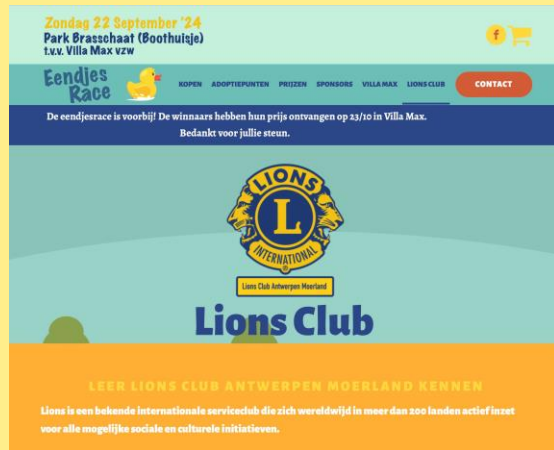 Zondag 22 September '24
Park Brasschaat (Boothuisje)
t.v.v. Villa Max vzw
f
Eendjes
Race
KOPEN ADOPTIEPUNTEN PRIJZEN SPONSORS VILLA MAX LIONS CLUB CONTACT
De eendjesrace is voorbij! De winnaars hebben hun prijs ontvangen op 23/10 in Villa Max.
Bedankt voor jullie steun.
LIONS
L
INTERNATIONAL
®
Lions Club Antwerpen Moerland
Lions Club
LEER LIONS CLUB ANTWERPEN MOERLAND KENNEN
Lions is een bekende internationale serviceclub die zich wereldwijd in meer dan 200 landen actief inzet
voor alle mogelijke sociale en culturele initiatieven.